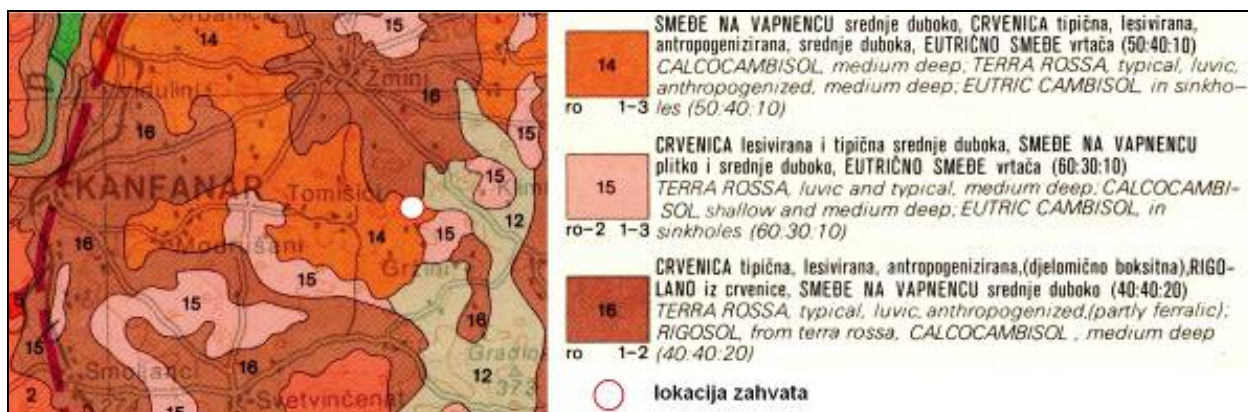 14
15
Žminj
Vidulini
16
16
15
KANFANAR
Tomišići
12
14
15
16
Modrušani
Gržini
15
15
16
15
16
Gradišće
12
373
Smoljanci
274
2
Svetvinčenat
15
14
ro 1-3
SMEĐE NA VAPNENCU srednje duboko, CRVENICA tipična, lesivirana,
antropogenizirana, srednje duboka, EUTRIČNO SMEĐE vrtača (50:40:10)
CALCOCAMBISOL, medium deep; TERRA ROSSA, typical, luvic,
anthropogenized, medium deep; EUTRIC CAMBISOL, in sinkho-
les (50:40:10)
15
ro-2 1-3
CRVENICA lesivirana i tipična srednje duboka, SMEĐE NA VAPNENCU
plitko i srednje duboko, EUTRIČNO SMEĐE vrtača (60:30:10)
TERRA ROSSA, luvic and typical, medium deep; CALCOCAMBI-
SOL, shallow and medium deep; EUTRIC CAMBISOL, in
sinkholes (60:30:10)
16
ro 1-2
CRVENICA tipična, lesivirana, antropogenizirana,(djelomično boksitna),RIGO-
LANO iz crvenice, SMEĐE NA VAPNENCU srednje duboko (40:40:20)
TERRA ROSSA, typical, luvic, anthropogenized,(partly ferralic);
RIGOSOL, from terra rossa, CALCOCAMBISOL , medium deep
(40:40:20)
lokacija zahvata